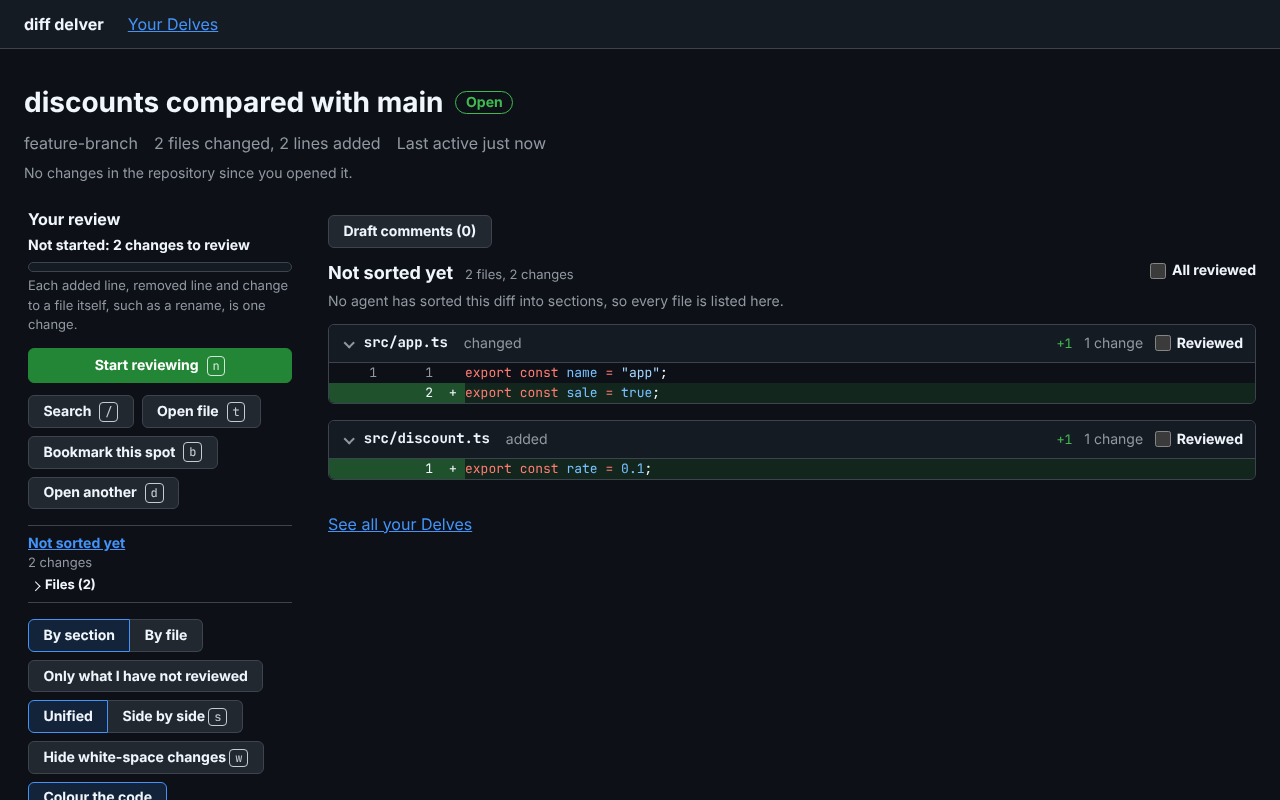 diff delver Your Delves
discounts compared with main Open
feature-branch 2 files changed, 2 lines added Last active just now
No changes in the repository since you opened it.
Your review
Not started: 2 changes to review
Each added line, removed line and change
to a file itself, such as a rename, is one
change.
Start reviewing n
Search / Open file t
Bookmark this spot b
Open another d
Not sorted yet
2 changes
Files (2)
By section By file
Only what I have not reviewed
Unified Side by side s
Hide white-space changes w
Colour the code
Draft comments (0)
Not sorted yet 2 files, 2 changes All reviewed
No agent has sorted this diff into sections, so every file is listed here.
src/app.ts changed +1 1 change Reviewed
1 1 export const name = "app";
2 + export const sale = true;
src/discount.ts added +1 1 change Reviewed
1 + export const rate = 0.1;
See all your Delves